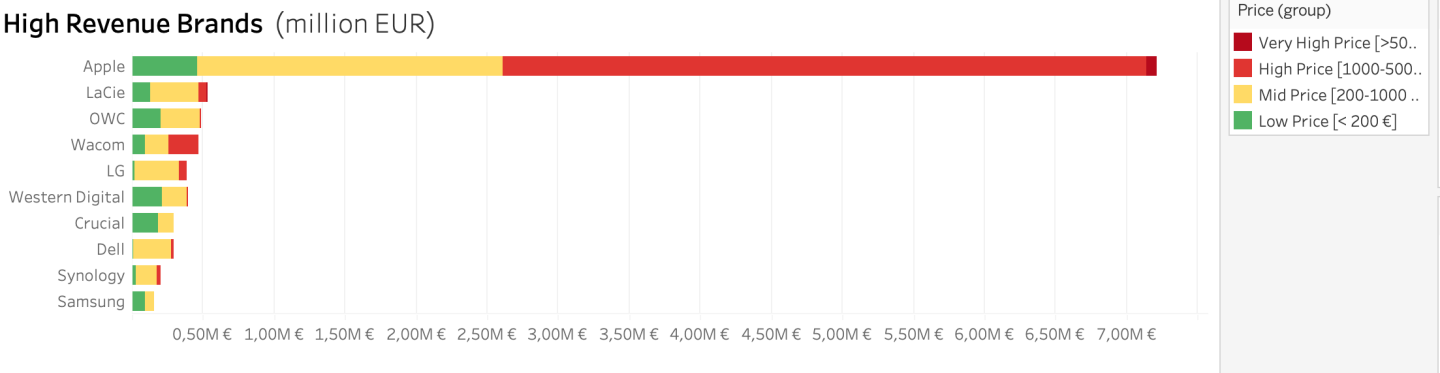 High Revenue Brands (million EUR)
Apple
LaCie
OWC
Wacom
LG
Western Digital
Crucial
Dell
Synology
Samsung
0,50M € 1,00M € 1,50M € 2,00M € 2,50M € 3,00M € 3,50M € 4,00M € 4,50M € 5,00M € 5,50M € 6,00M € 6,50M € 7,00M €
Price (group)
Very High Price [>50..
High Price [1000-500..
Mid Price [200-1000 ..
Low Price [< 200 €]